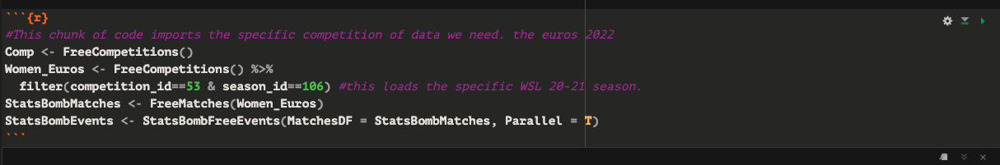 ```{r}
#This chunk of code imports the specific competition of data we need. the euros 2022
Comp <- FreeCompetitions()
Women_Euros <- FreeCompetitions() %>%
  filter(competition_id==53 & season_id==106) #this loads the specific WSL 20-21 season.
StatsBombMatches <- FreeMatches(Women_Euros)
StatsBombEvents <- StatsBombFreeEvents(MatchesDF = StatsBombMatches, Parallel = T)
```